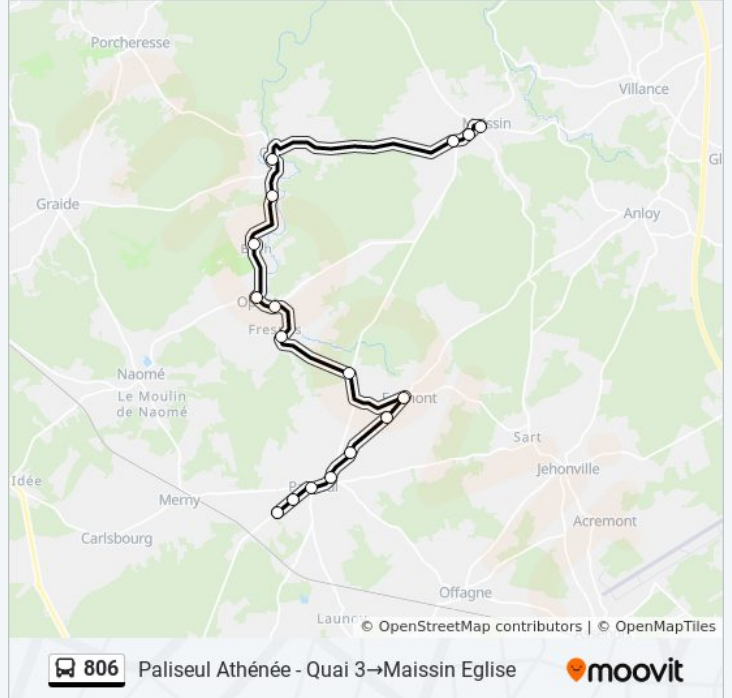 Porcheresse
Villance
Graide
Anloy
Naomé
Le Moulin
de Naomé
Sart
Jehonville
Idée
Merny
Acremont
Carlsbourg
Offagne
© OpenStreetMap contributors | © OpenMapTiles
806 Paliseul Athénée - Quai 3→Maissin Eglise moovit